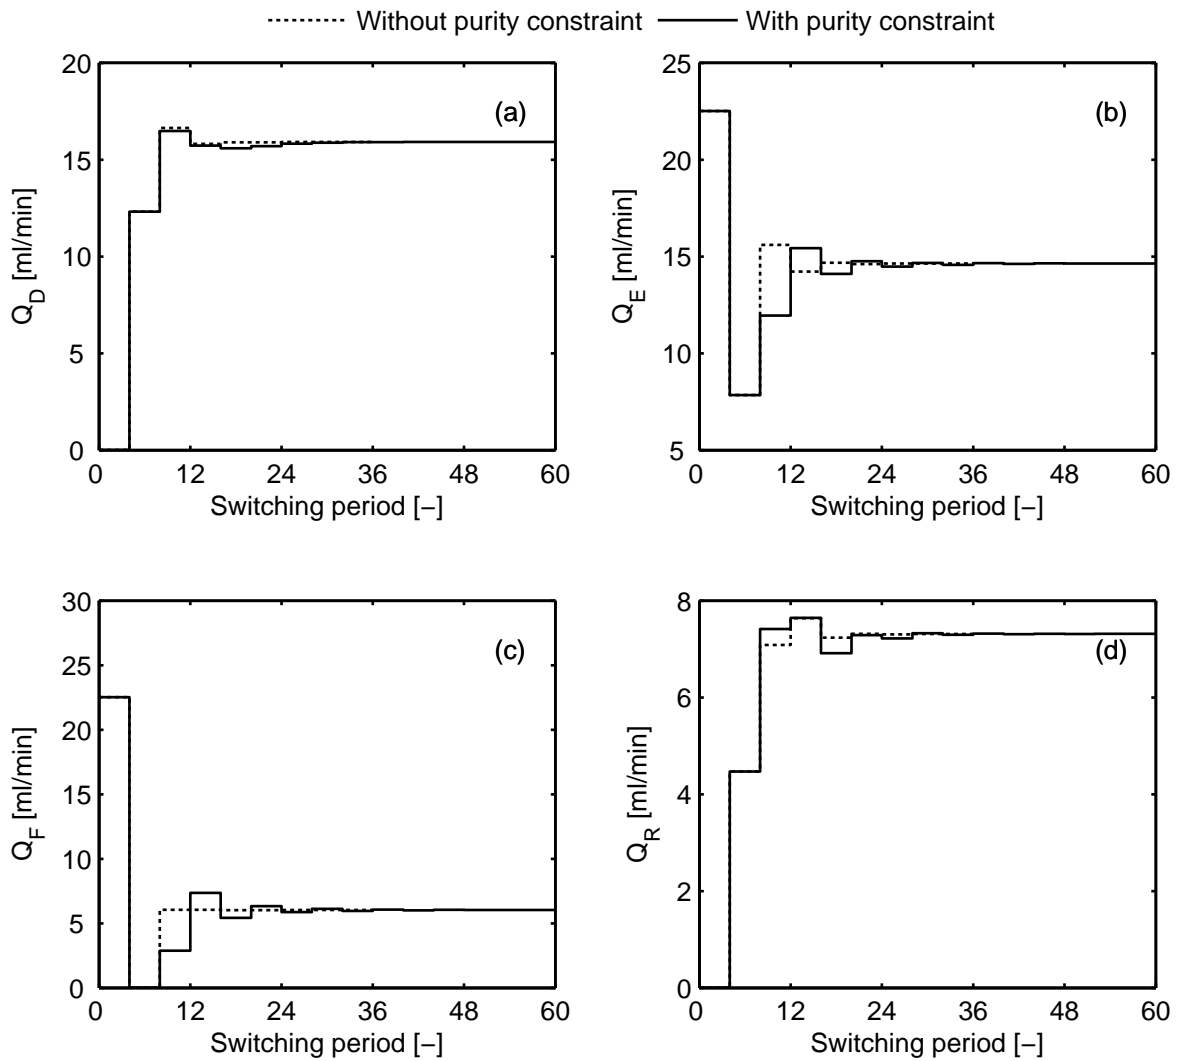 Without purity constraint With purity constraint
20
15
10
5
0
Q_D [ml/min]
(a)
0 12 24 36 48 60
Switching period [–]
25
20
15
10
5
Q_E [ml/min]
(b)
0 12 24 36 48 60
Switching period [–]
30
25
20
15
10
5
0
Q_F [ml/min]
(c)
0 12 24 36 48 60
Switching period [–]
8
6
4
2
0
Q_R [ml/min]
(d)
0 12 24 36 48 60
Switching period [–]